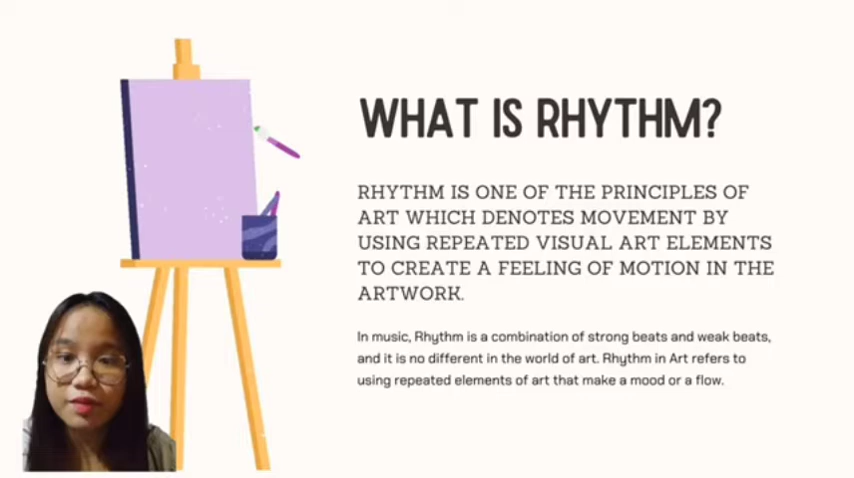 WHAT IS RHYTHM?
RHYTHM IS ONE OF THE PRINCIPLES OF
ART WHICH DENOTES MOVEMENT BY
USING REPEATED VISUAL ART ELEMENTS
TO CREATE A FEELING OF MOTION IN THE
ARTWORK.
In music, Rhythm is a combination of strong beats and weak beats,
and it is no different in the world of art. Rhythm in Art refers to
using repeated elements of art that make a mood or a flow.